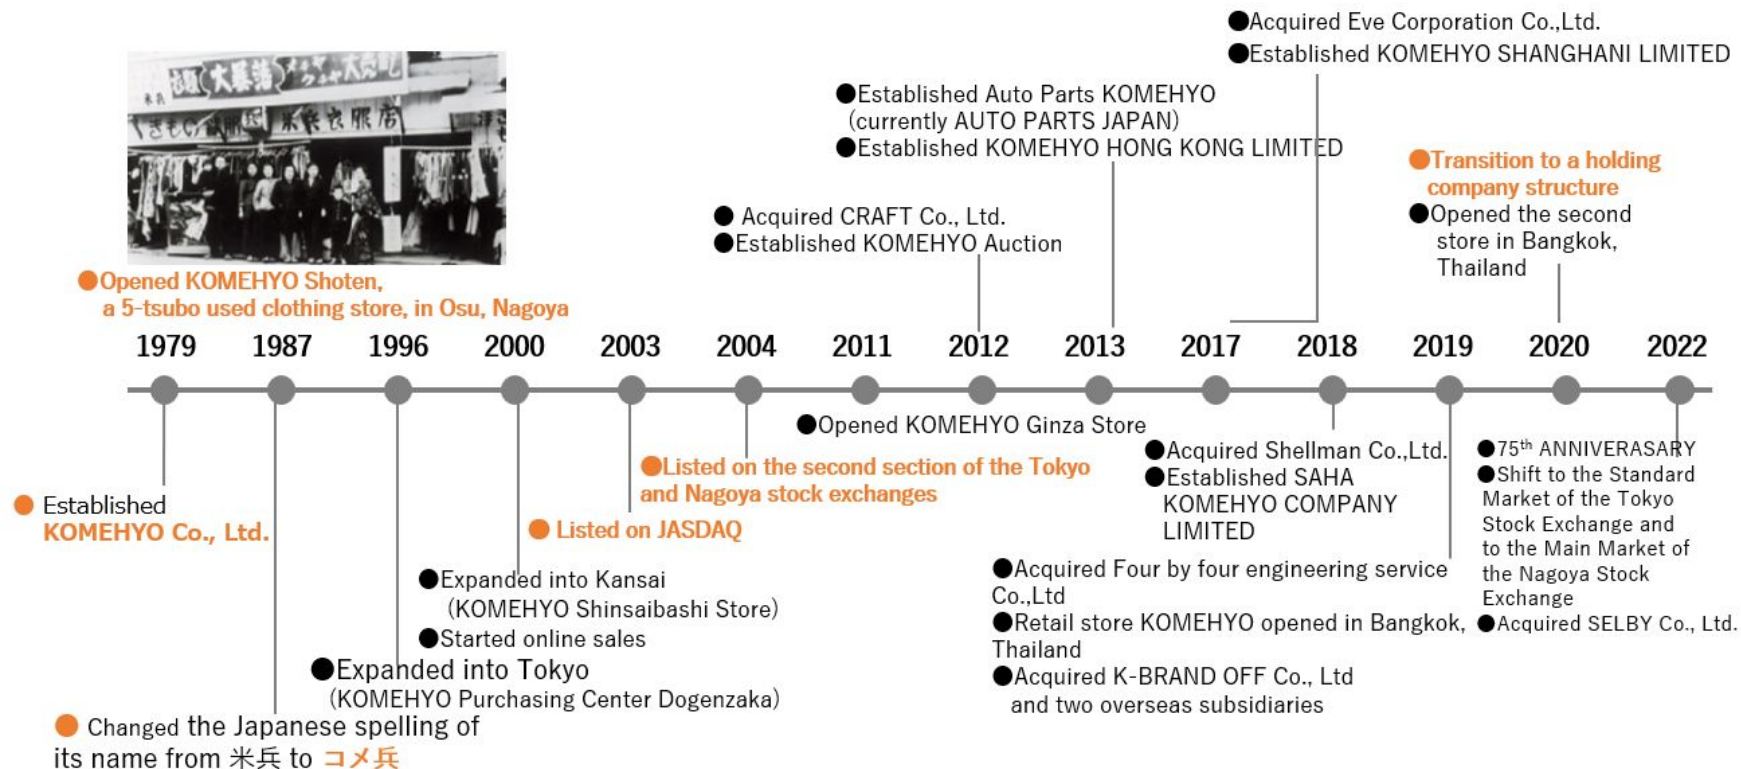 ●Acquired Eve Corporation Co.,Ltd.
●Established KOMEHYO SHANGHANI LIMITED
●Established Auto Parts KOMEHYO
(currently AUTO PARTS JAPAN)
●Established KOMEHYO HONG KONG LIMITED
●Transition to a holding
company structure
●Opened the second
store in Bangkok,
Thailand
● Acquired CRAFT Co., Ltd.
●Established KOMEHYO Auction
米兵衣服店
●Opened KOMEHYO Shoten,
a 5-tsubo used clothing store, in Osu, Nagoya
1979 1987 1996 2000 2003 2004 2011 2012 2013 2017 2018 2019 2020 2022
●Opened KOMEHYO Ginza Store
●Listed on the second section of the Tokyo
and Nagoya stock exchanges
● Listed on JASDAQ
● Established
KOMEHYO Co., Ltd.
●Acquired Shellman Co.,Ltd.
●Established SAHA
KOMEHYO COMPANY
LIMITED
●75th ANNIVERASARY
●Shift to the Standard
Market of the Tokyo
Stock Exchange and
to the Main Market of
the Nagoya Stock
Exchange
●Acquired SELBY Co., Ltd.
●Expanded into Kansai
(KOMEHYO Shinsaibashi Store)
●Started online sales
●Expanded into Tokyo
(KOMEHYO Purchasing Center Dogenzaka)
●Acquired Four by four engineering service
Co.,Ltd
●Retail store KOMEHYO opened in Bangkok,
Thailand
●Acquired K-BRAND OFF Co., Ltd
and two overseas subsidiaries
● Changed the Japanese spelling of
its name from 米兵 to コメ兵